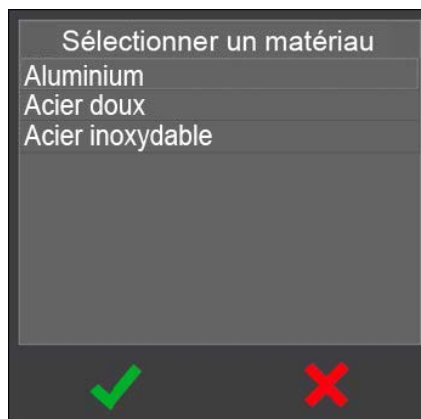 Sélectionner un matériau
Aluminium
Acier doux
Acier inoxydable